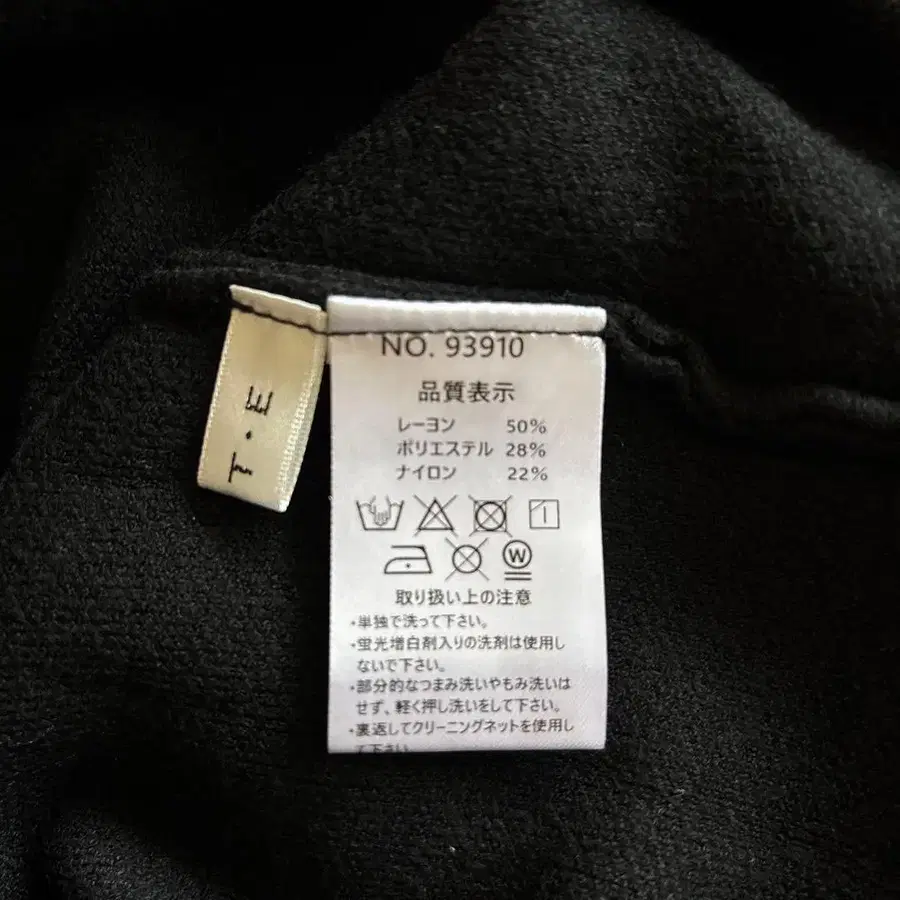 F・E
NO. 93910
品質表示
レーヨン 50%
ポリエステル 28%
ナイロン 22%
W
取り扱い上の注意
・単独で洗って下さい。
・蛍光増白剤入りの洗剤は使用し
ないで下さい。
・部分的なつまみ洗いやもみ洗いは
せず、軽く押し洗いをして下さい。
・裏返してクリーニングネットを使用し
て下さい。